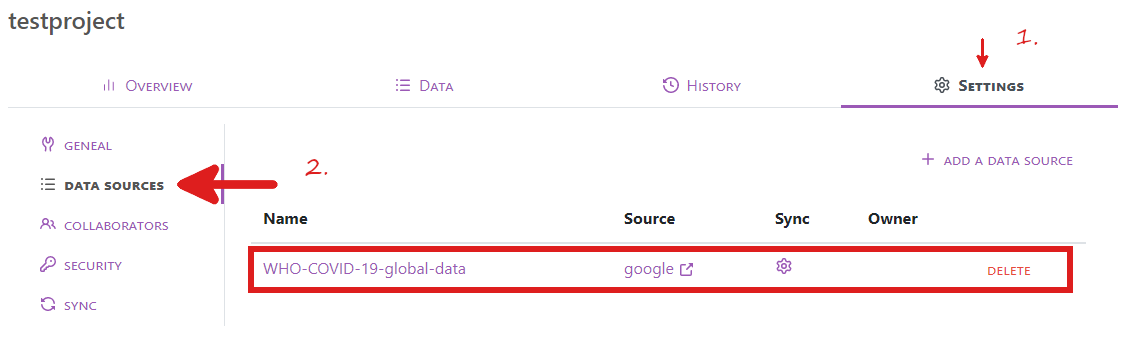 testproject
1.
OVERVIEW DATA HISTORY SETTINGS
GENEAL
+ ADD A DATA SOURCE
2.
DATA SOURCES
Name Source Sync Owner
COLLABORATORS
WHO-COVID-19-global-data google DELETE
SECURITY
SYNC